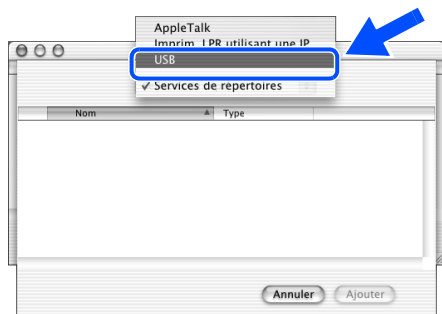 AppleTalk
Imprim. LPR utilisant une IP
USB
✓ Services de répertoires
Nom Type
Annuler Ajouter